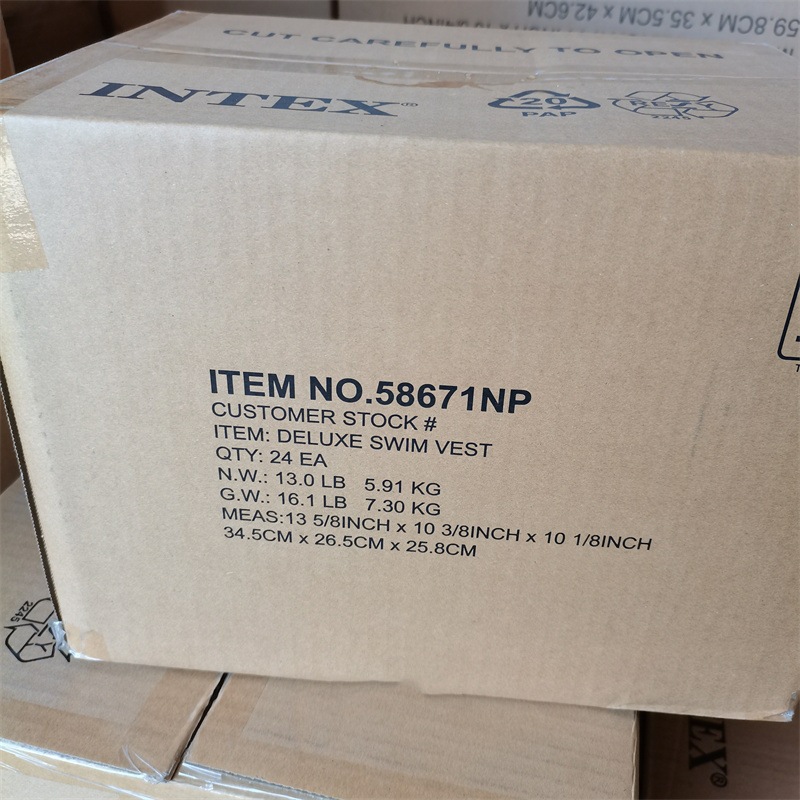 59.8CM x 35.5CM x 42.6CM
CUT CAREFULLY TO OPEN
INTEX®
20
PAP
RESY
ITEM NO.58671NP
CUSTOMER STOCK #
ITEM: DELUXE SWIM VEST
QTY: 24 EA
N.W.: 13.0 LB 5.91 KG
G.W.: 16.1 LB 7.30 KG
MEAS:13 5/8INCH x 10 3/8INCH x 10 1/8INCH
34.5CM x 26.5CM x 25.8CM
2245